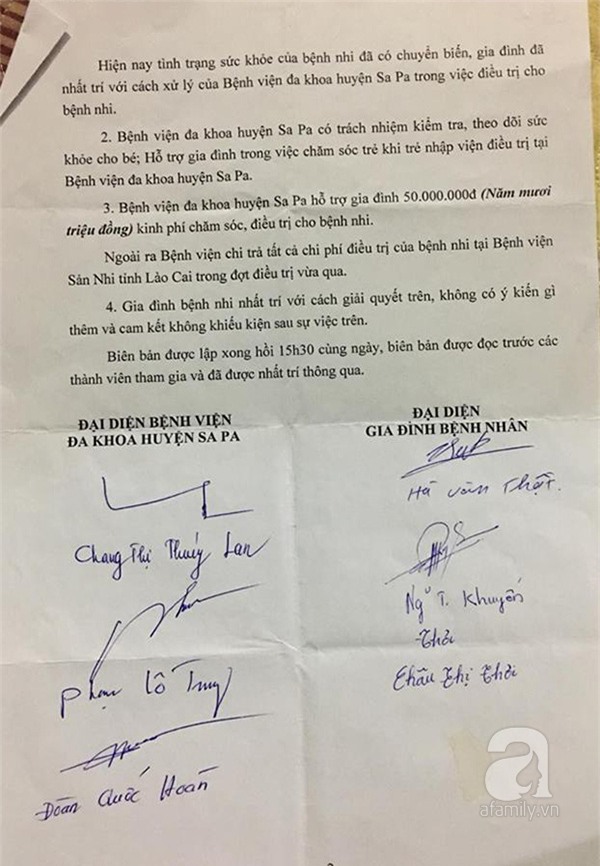 Hiện nay tình trạng sức khỏe của bệnh nhi đã có chuyển biến, gia đình đã
nhất trí với cách xử lý của Bệnh viện đa khoa huyện Sa Pa trong việc điều trị cho
bệnh nhi.
2. Bệnh viện đa khoa huyện Sa Pa có trách nhiệm kiểm tra, theo dõi sức
khỏe cho bé; Hỗ trợ gia đình trong việc chăm sóc trẻ khi trẻ nhập viện điều trị tại
Bệnh viện đa khoa huyện Sa Pa.
3. Bệnh viện đa khoa huyện Sa Pa hỗ trợ gia đình 50.000.000đ (Năm mươi
triệu đồng) kinh phí chăm sóc, điều trị cho bệnh nhi.
Ngoài ra Bệnh viện chi trả tất cả chi phí điều trị của bệnh nhi tại Bệnh viện
Sản Nhi tỉnh Lào Cai trong đợt điều trị vừa qua.
4. Gia đình bệnh nhi nhất trí với cách giải quyết trên, không có ý kiến gì
thêm và cam kết không khiếu kiện sau sự việc trên.
Biên bản được lập xong hồi 15h30 cùng ngày, biên bản được đọc trước các
thành viên tham gia và đã được nhất trí thông qua.
ĐẠI DIỆN BỆNH VIỆN
ĐA KHOA HUYỆN SA PA
Chang Thị Thúy Lan
Phạm Tố
Đoàn Quốc Hoàn
ĐẠI DIỆN
GIA ĐÌNH BỆNH NHÂN
Hà Văn Thật.
Ng T. Khuyến
Thơi
Châu Thị Thơi
a
afamily.vn